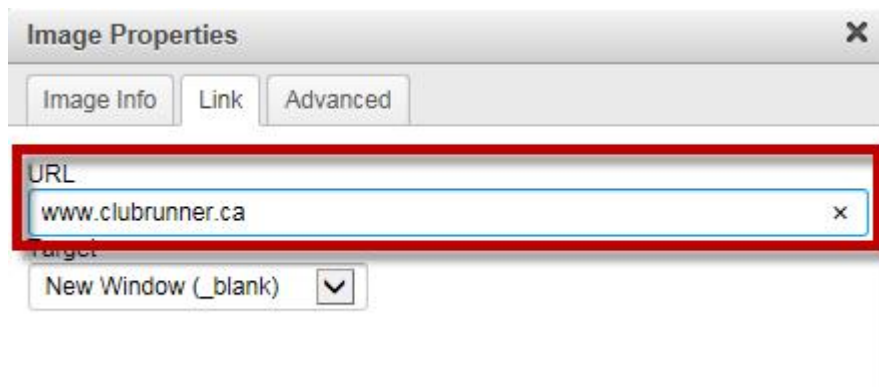 Image Properties
Image Info Link Advanced
URL
www.clubrunner.ca
Target
New Window (_blank)